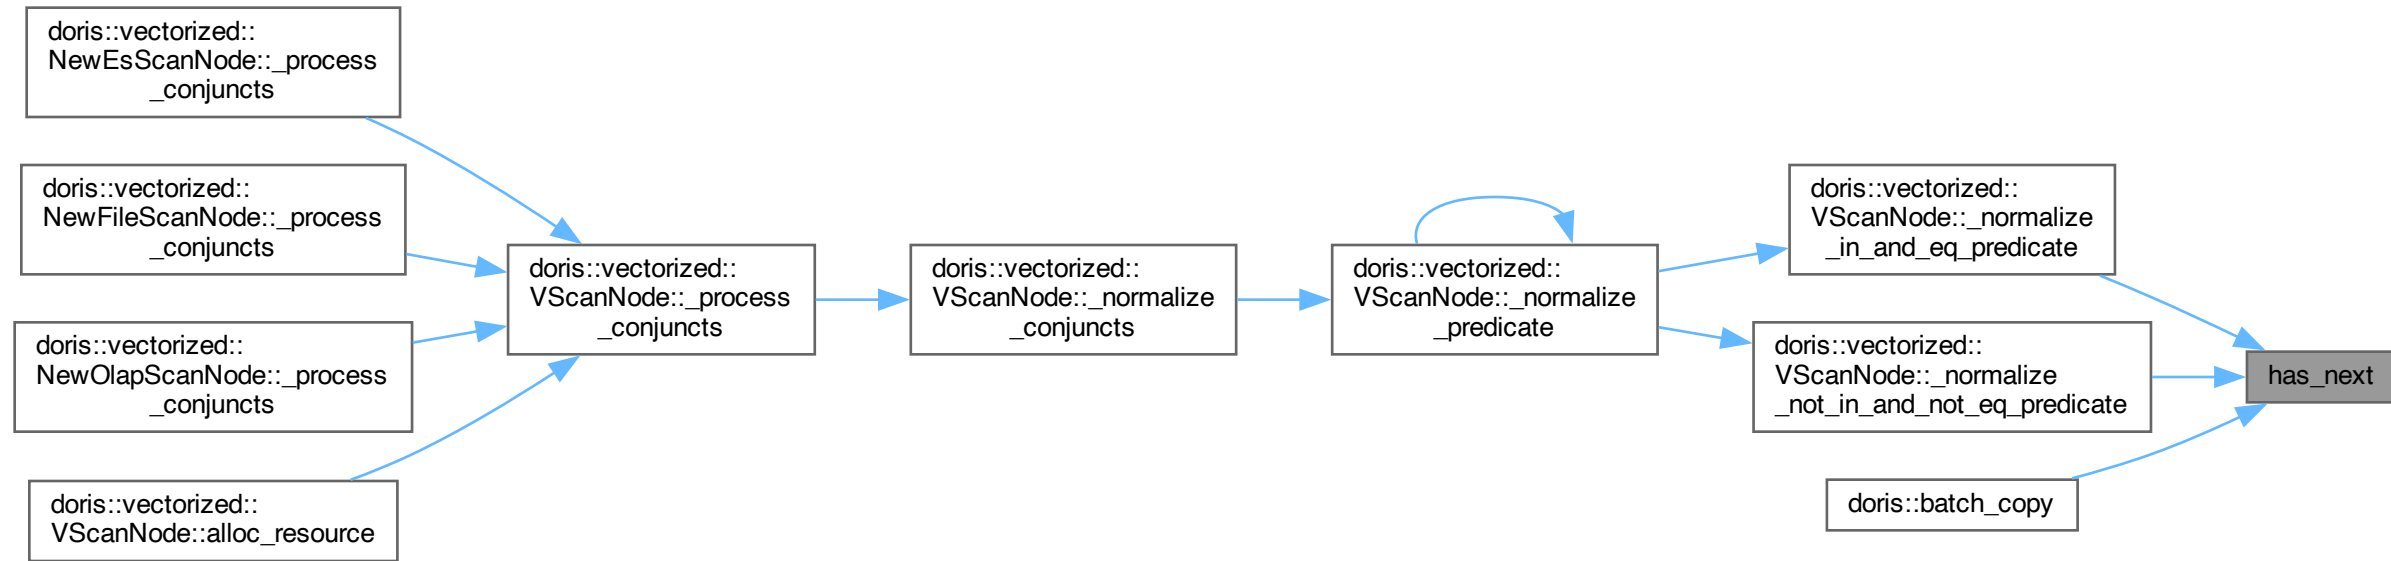 doris::vectorized::
NewEsScanNode::_process
_conjuncts
doris::vectorized::
NewFileScanNode::_process
_conjuncts
doris::vectorized::
NewOlapScanNode::_process
_conjuncts
doris::vectorized::
VScanNode::alloc_resource
doris::vectorized::
VScanNode::_process
_conjuncts
doris::vectorized::
VScanNode::_normalize
_conjuncts
doris::vectorized::
VScanNode::_normalize
_predicate
doris::vectorized::
VScanNode::_normalize
_in_and_eq_predicate
doris::vectorized::
VScanNode::_normalize
_not_in_and_not_eq_predicate
doris::batch_copy
has_next